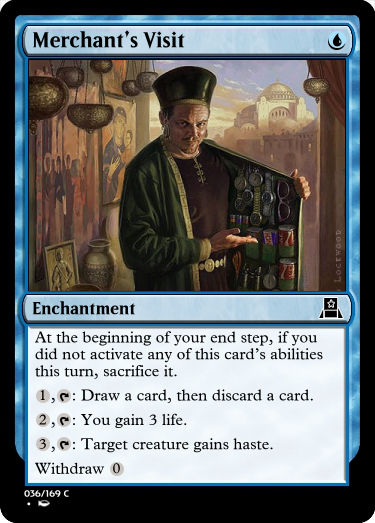 Merchant's Visit
LOCKWOOD
Enchantment
At the beginning of your end step, if you
did not activate any of this card's abilities
this turn, sacrifice it.
1, T: Draw a card, then discard a card.
2, T: You gain 3 life.
3, T: Target creature gains haste.
Withdraw 0
036/169 C